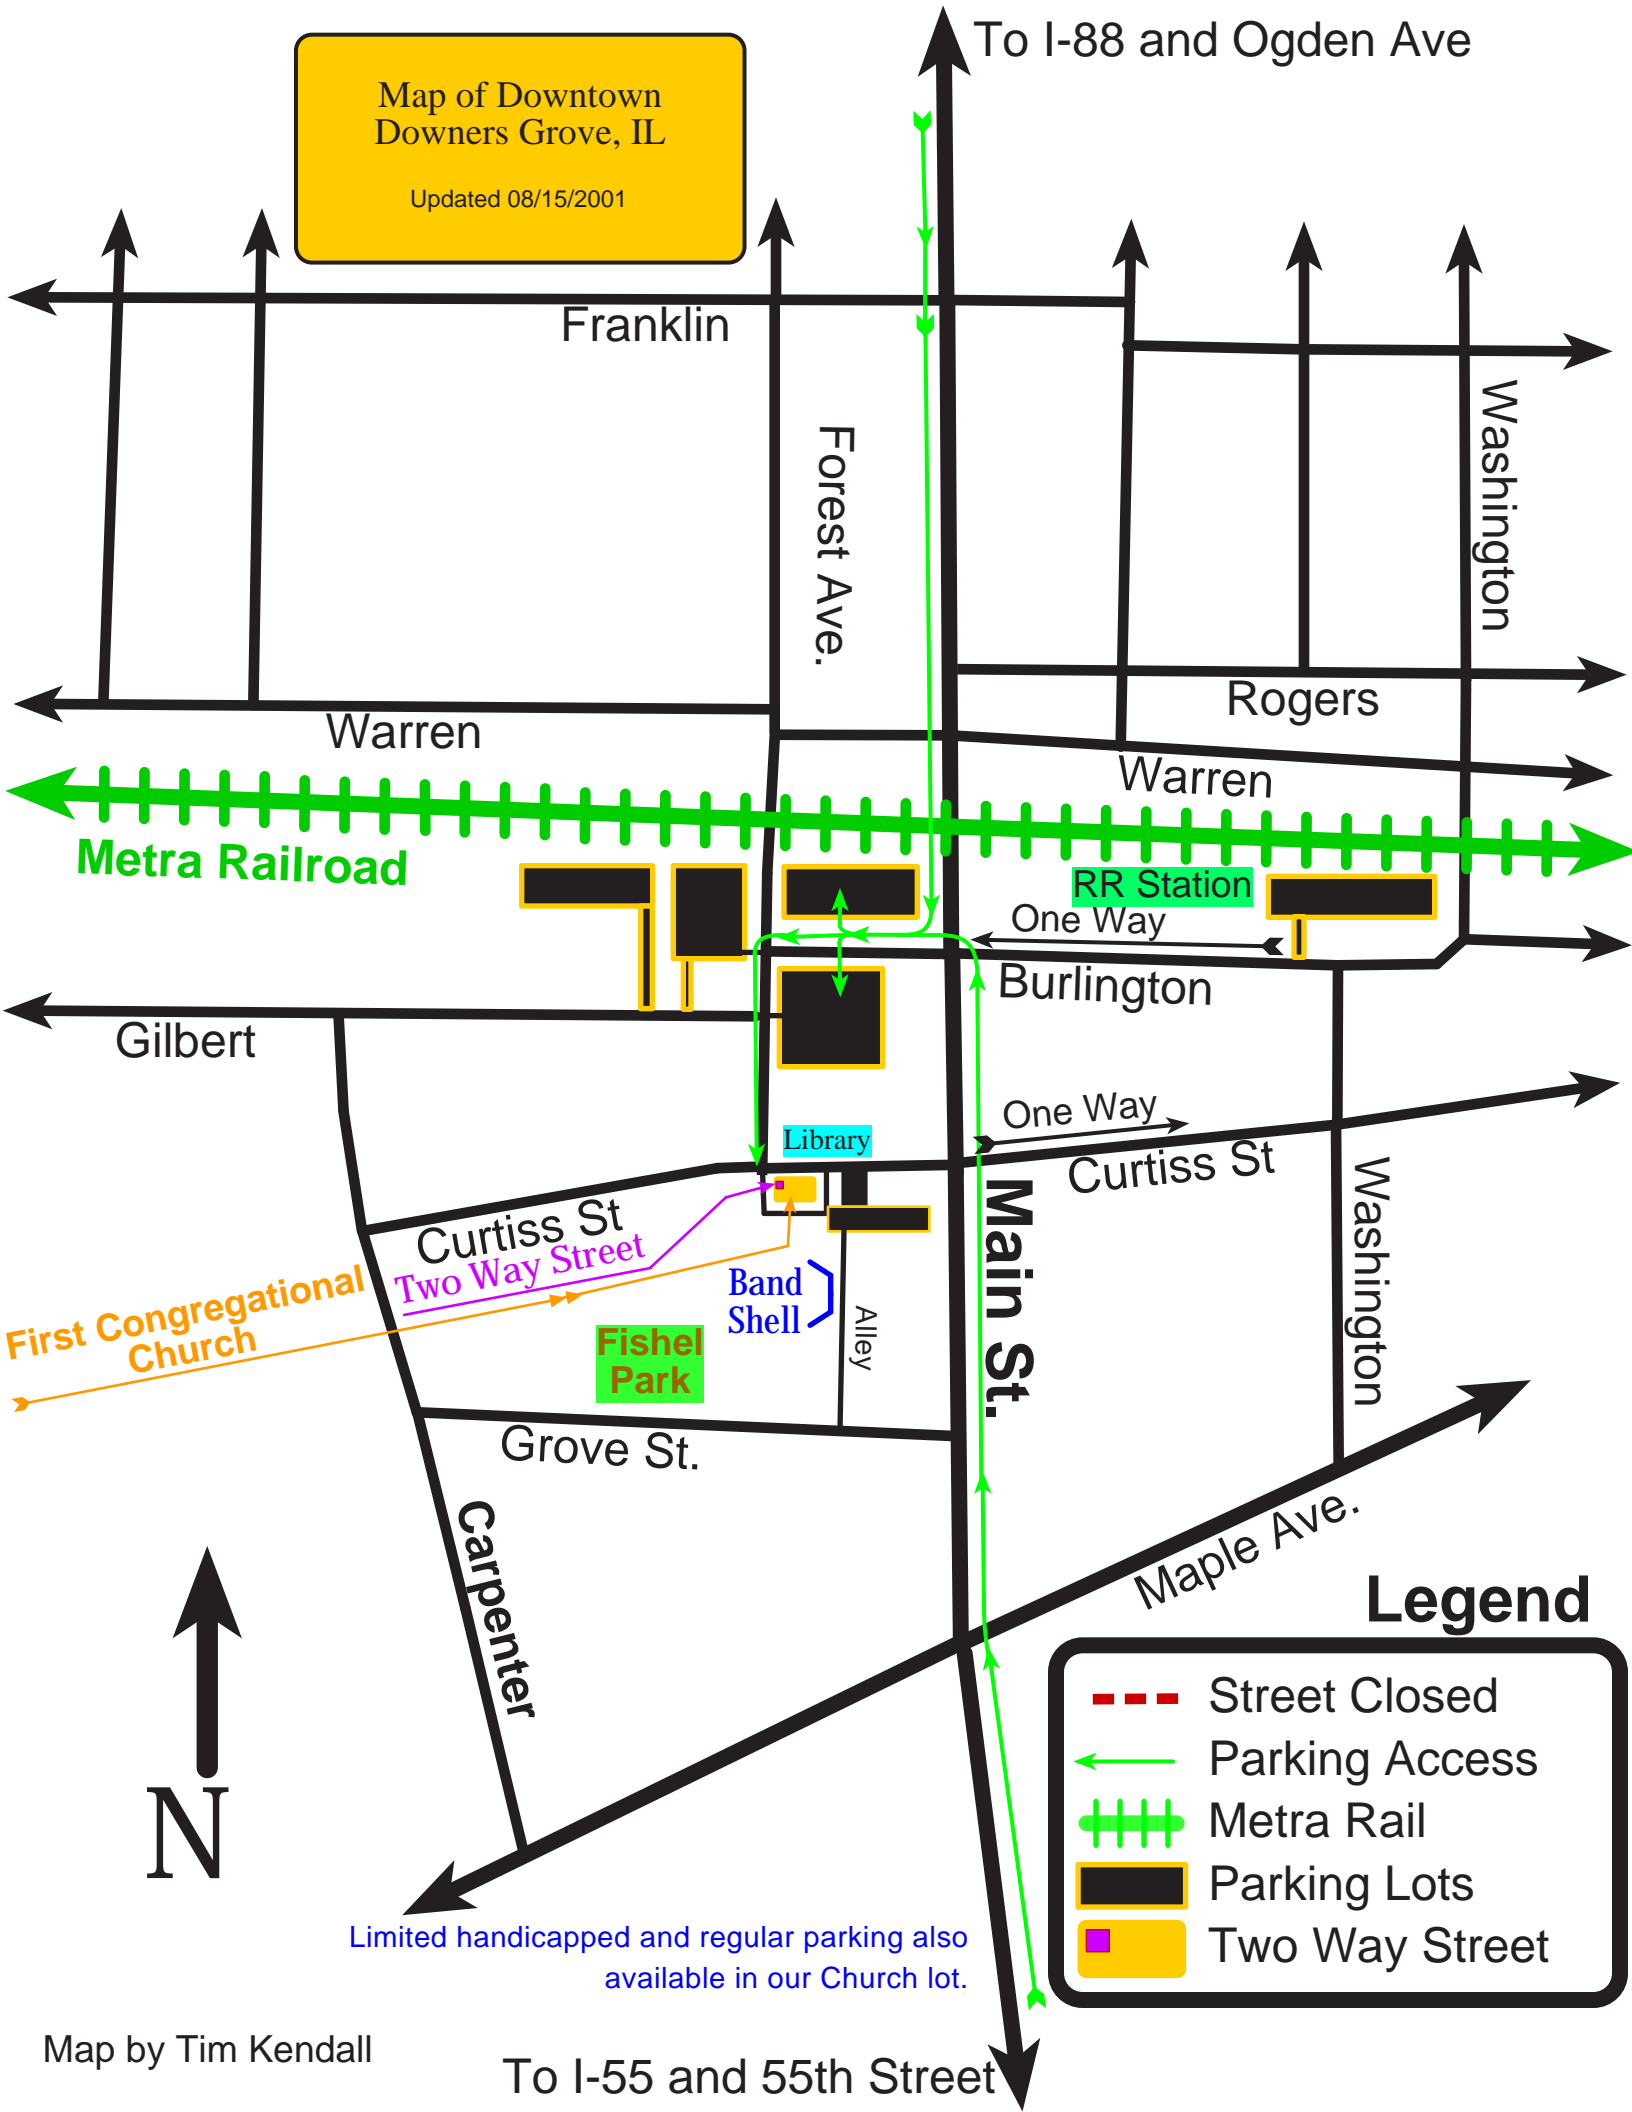 To I-88 and Ogden Ave
Map of Downtown
Downers Grove, IL
Updated 08/15/2001
Franklin
Forest Ave.
Washington
Warren
Rogers
Warren
Metra Railroad
RR Station
One Way
Burlington
Gilbert
One Way
Library
Curtiss St
Curtiss St
Main St.
Washington
Two Way Street
First Congregational
Church
Band
Shell
Alley
Fishel
Park
Grove St.
Carpenter
Maple Ave.
N
Legend
Street Closed
Parking Access
Metra Rail
Parking Lots
Two Way Street
Limited handicapped and regular parking also
available in our Church lot.
Map by Tim Kendall
To I-55 and 55th Street